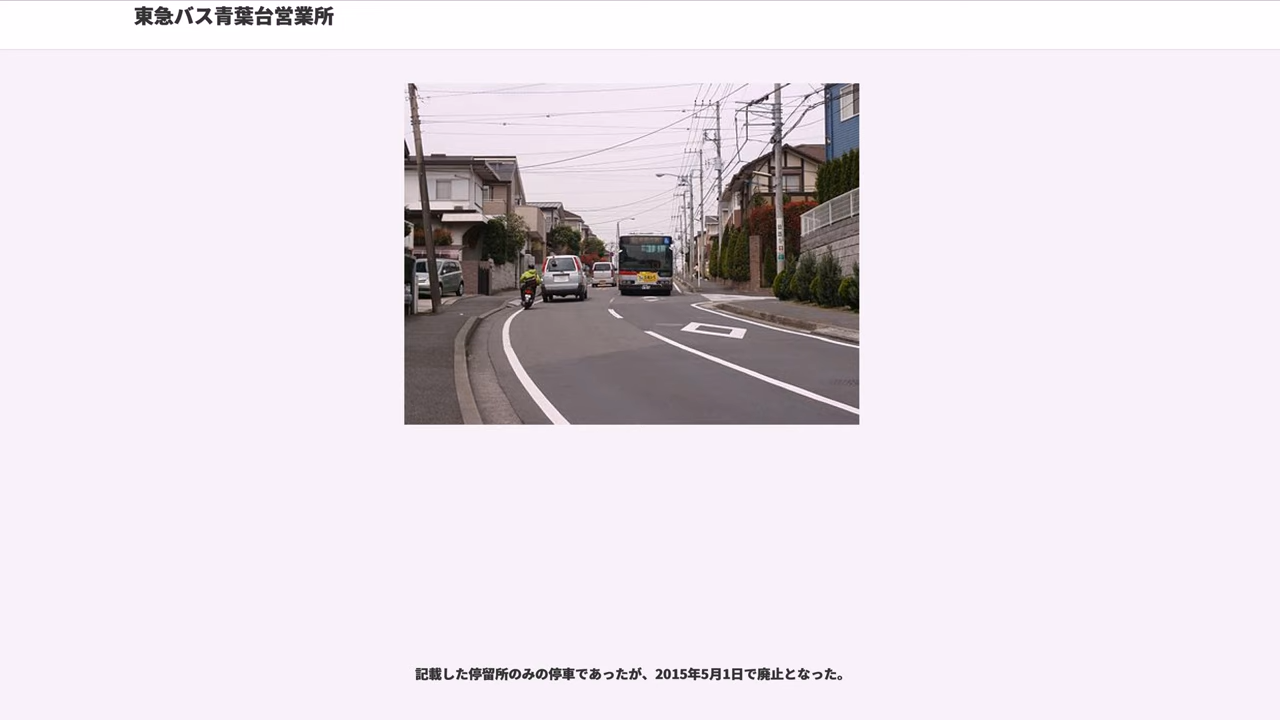 東急バス青葉台営業所
記載した停留所のみの停車であったが、2015年5月1日で廃止となった。